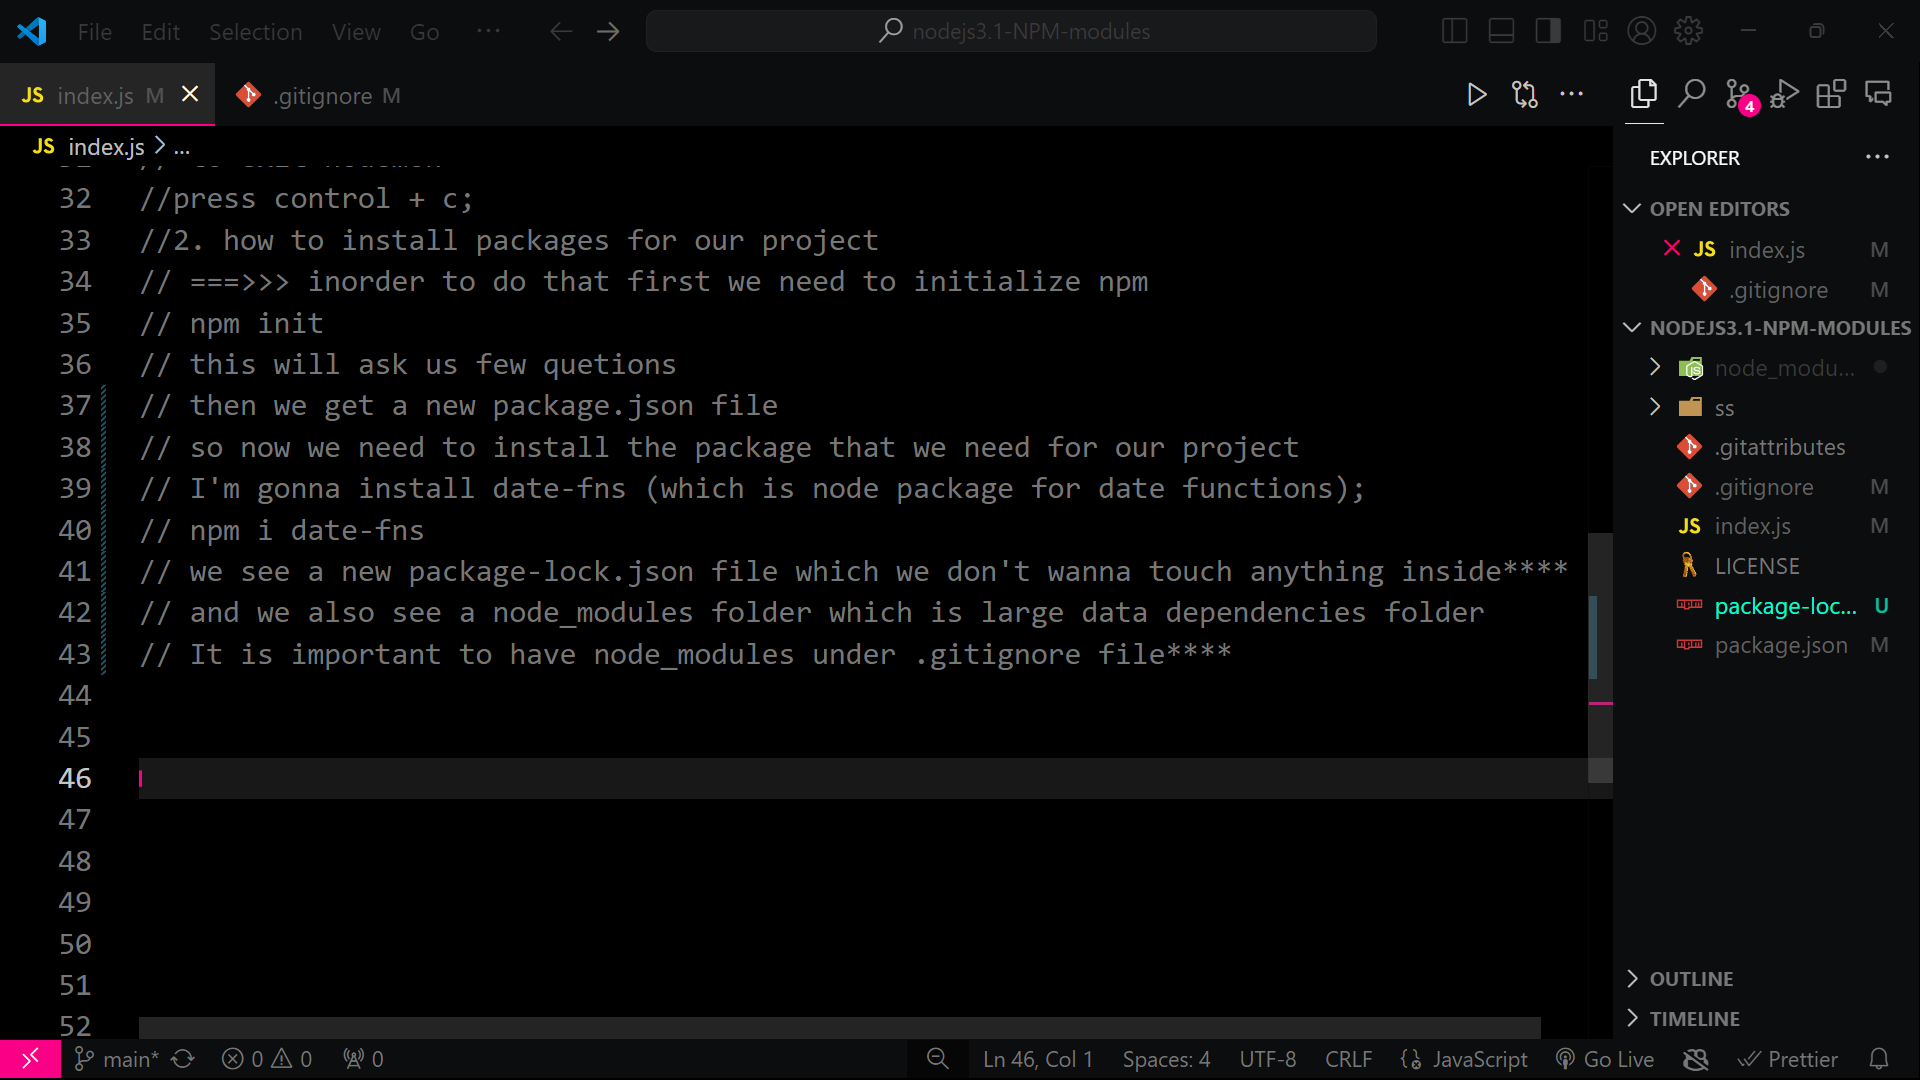 File Edit Selection View Go ··· nodejs3.1-NPM-modules
JS index.js M .gitignore M
4
JS index.js > ...
32 //press control + c;
33 //2. how to install packages for our project
34 // ===>>> inorder to do that first we need to initialize npm
35 // npm init
36 // this will ask us few quetions
37 // then we get a new package.json file
38 // so now we need to install the package that we need for our project
39 // I'm gonna install date-fns (which is node package for date functions);
40 // npm i date-fns
41 // we see a new package-lock.json file which we don't wanna touch anything inside****
42 // and we also see a node_modules folder which is large data dependencies folder
43 // It is important to have node_modules under .gitignore file****
44
45
46
47
48
49
50
51
52
EXPLORER
OPEN EDITORS
JS index.js M
.gitignore M
NODEJS3.1-NPM-MODULES
node_modu...
ss
.gitattributes
.gitignore M
JS index.js M
LICENSE
package-loc... U
package.json M
OUTLINE
TIMELINE
main* 0 0 0 Ln 46, Col 1 Spaces: 4 UTF-8 CRLF {} JavaScript Go Live Prettier